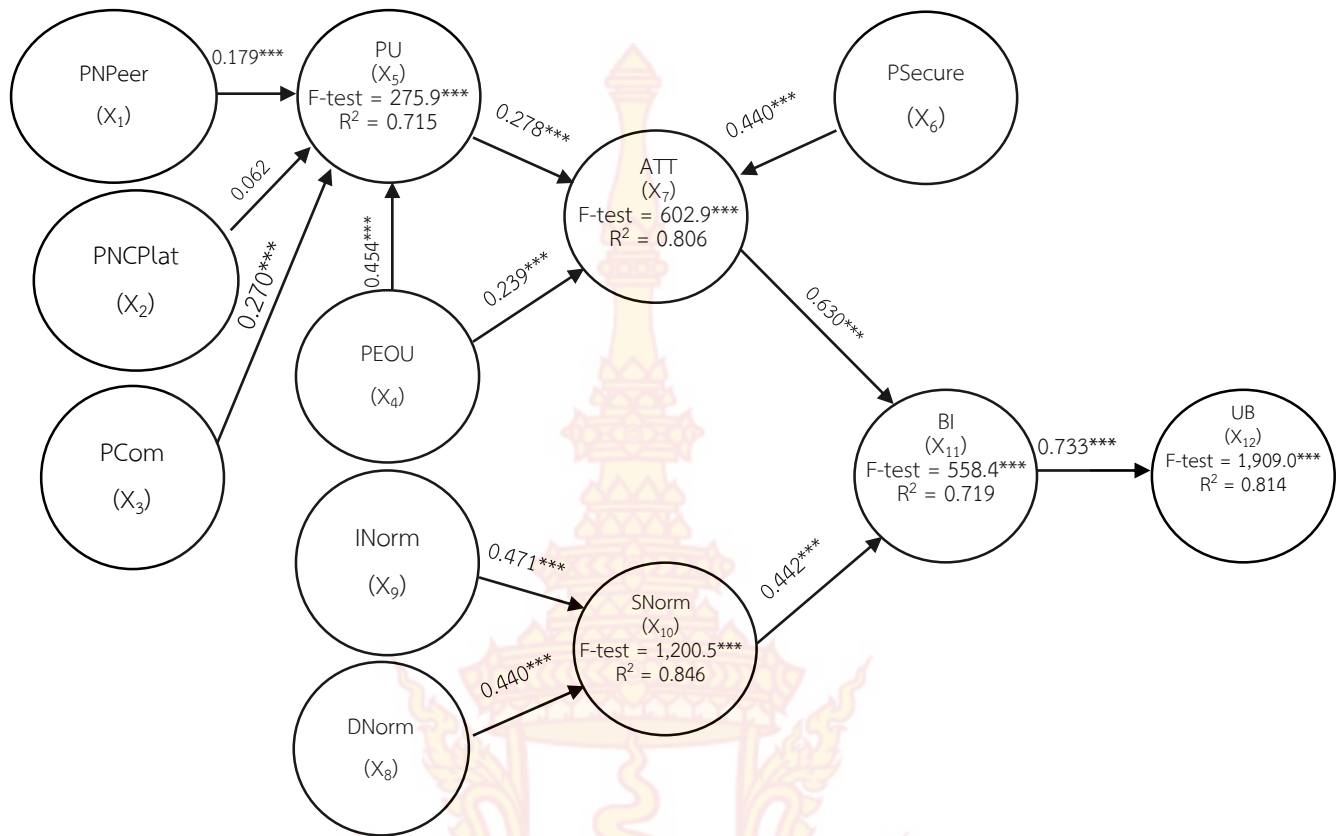 PNPeer
(X₁)
0.179***
PU
(X₅)
F-test = 275.9***
R² = 0.715
PSecure
(X₆)
0.440***
0.278***
ATT
(X₇)
F-test = 602.9***
R² = 0.806
0.062
PNCPlat
(X₂)
0.270***
0.454***
0.239***
PEOU
(X₄)
0.630***
PCom
(X₃)
BI
(X₁₁)
F-test = 558.4***
R² = 0.719
0.733***
UB
(X₁₂)
F-test = 1,909.0***
R² = 0.814
INorm
(X₉)
0.471***
0.442***
SNorm
(X₁₀)
F-test = 1,200.5***
R² = 0.846
0.440***
DNorm
(X₈)